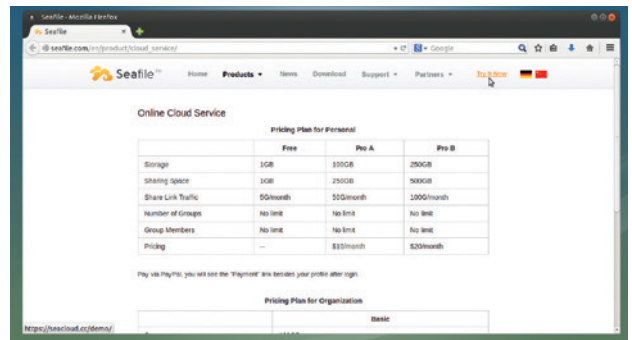 Seafile - Mozilla Firefox
Seafile
seafile.com/en/product/cloud_service/
Google
Seafile™ Home Products News Download Support Partners Try it Now
Online Cloud Service
Pricing Plan for Personal
Free Pro A Pro B
Storage 1GB 100GB 250GB
Sharing Space 1GB 250GB 500GB
Share Link Traffic 5G/month 50G/month 100G/month
Number of Groups No limit No limit No limit
Group Members No limit No limit No limit
Pricing -- $10/month $20/month
Pay via PayPal, you will see the "Payment" link besides your profile after login.
Pricing Plan for Organization
Basic
https://seacloud.cc/demo/